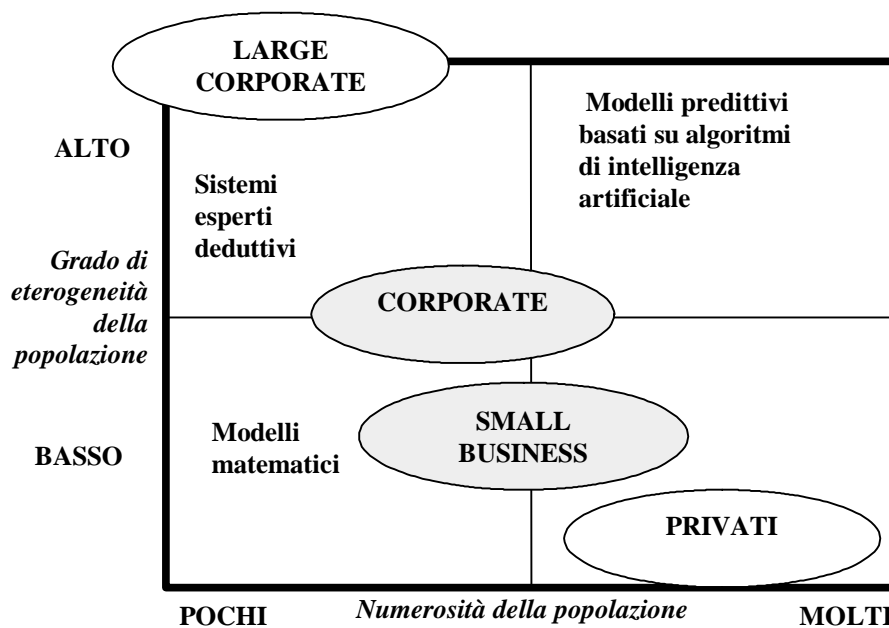 LARGE
CORPORATE
Modelli predittivi
basati su algoritmi
di intelligenza
artificiale
ALTO
Sistemi
esperti
deduttivi
Grado di
eterogeneità
della
popolazione
CORPORATE
SMALL
BUSINESS
Modelli
matematici
BASSO
PRIVATI
POCHI
Numerosità della popolazione
MOLTI